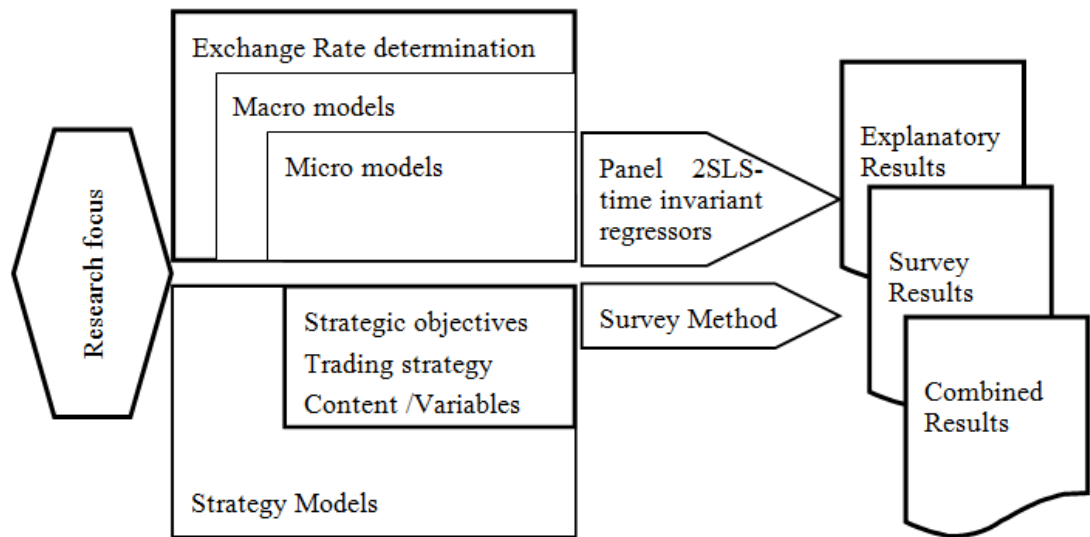 Research focus
Exchange Rate determination
Macro models
Micro models
Panel 2SLS-
time invariant
regressors
Explanatory
Results
Strategic objectives
Trading strategy
Content /Variables
Strategy Models
Survey Method
Survey
Results
Combined
Results